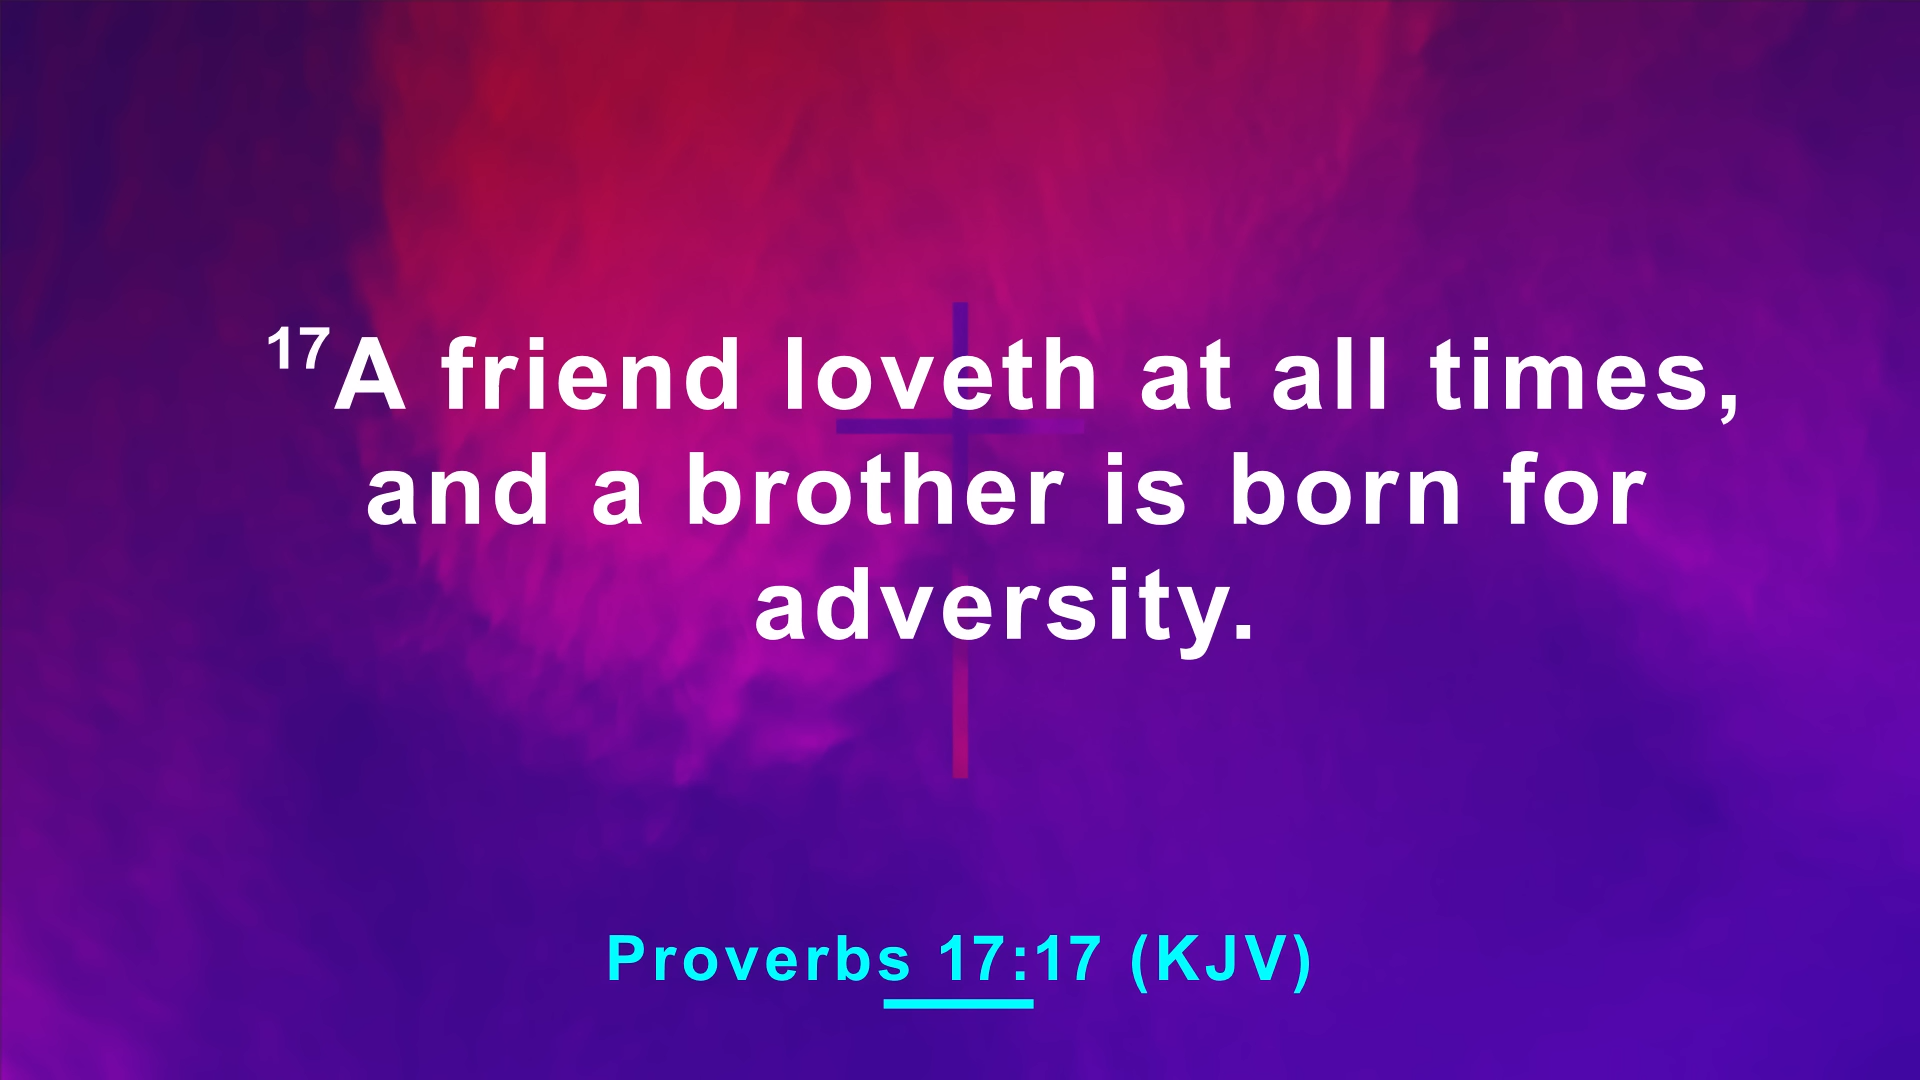 17A friend loveth at all times,
and a brother is born for
adversity.
Proverbs 17:17 (KJV)